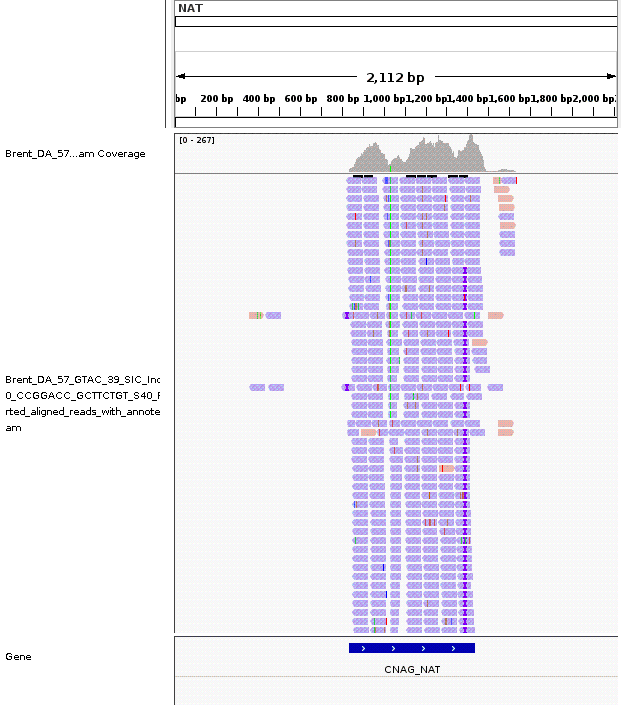 NAT
2,112 bp
bp 200 bp 400 bp 600 bp 800 bp 1,000 bp 1,200 bp 1,400 bp 1,600 bp 1,800 bp 2,000 bp
[0 - 267]
Brent_DA_57...am Coverage
Brent_DA_57_GTAC_39_SIC_Inc
0_CCGGACC_GCTTCTGT_S40_
rted_aligned_reads_with_annote
am
Gene
CNAG_NAT